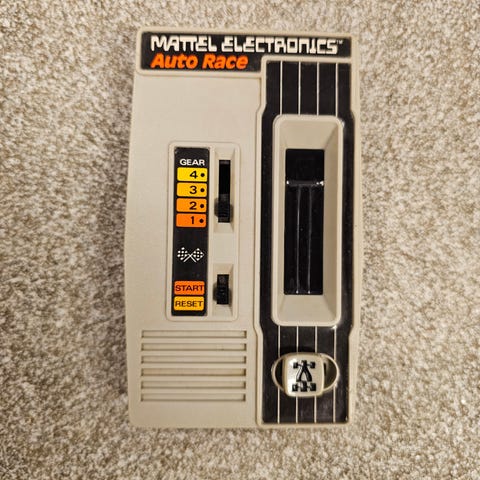 MATTEL ELECTRONICS™
Auto Race
GEAR
4
3
2
1
START
RESET